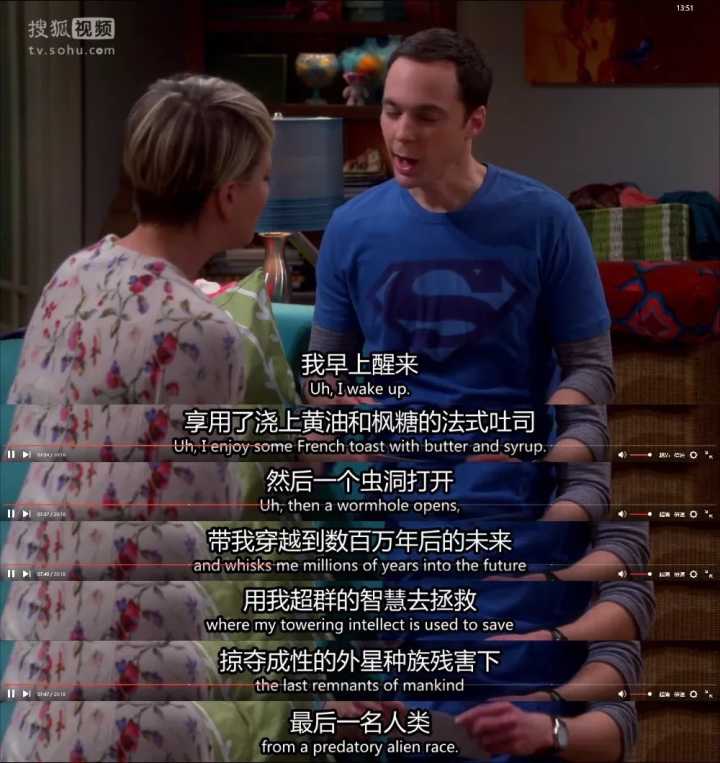 13:51
搜狐视频
tv.sohu.com
S
我早上醒来
Uh, I wake up.
享用了浇上黄油和枫糖的法式吐司
Uh, I enjoy some French toast with butter and syrup.
然后一个虫洞打开
Uh, then a wormhole opens,
带我穿越到数百万年后的未来
and whisks me millions of years into the future
用我超群的智慧去拯救
where my towering intellect is used to save
掠夺成性的外星种族残害下
the last remnants of mankind
最后一名人类
from a predatory alien race.